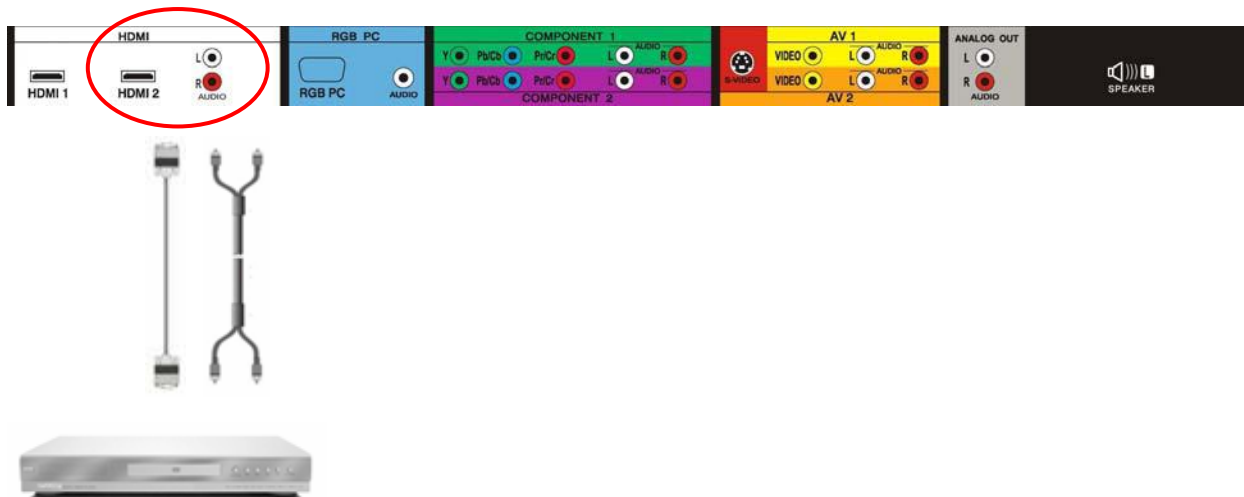 HDMI
HDMI 1
HDMI 2
L
R
AUDIO
RGB PC
RGB PC
AUDIO
COMPONENT 1
Y Pb/Cb Pr/Cr L AUDIO R
Y Pb/Cb Pr/Cr L AUDIO R
COMPONENT 2
S-VIDEO
AV 1
VIDEO L AUDIO R
VIDEO L AUDIO R
AV 2
ANALOG OUT
L
R
AUDIO
L
SPEAKER